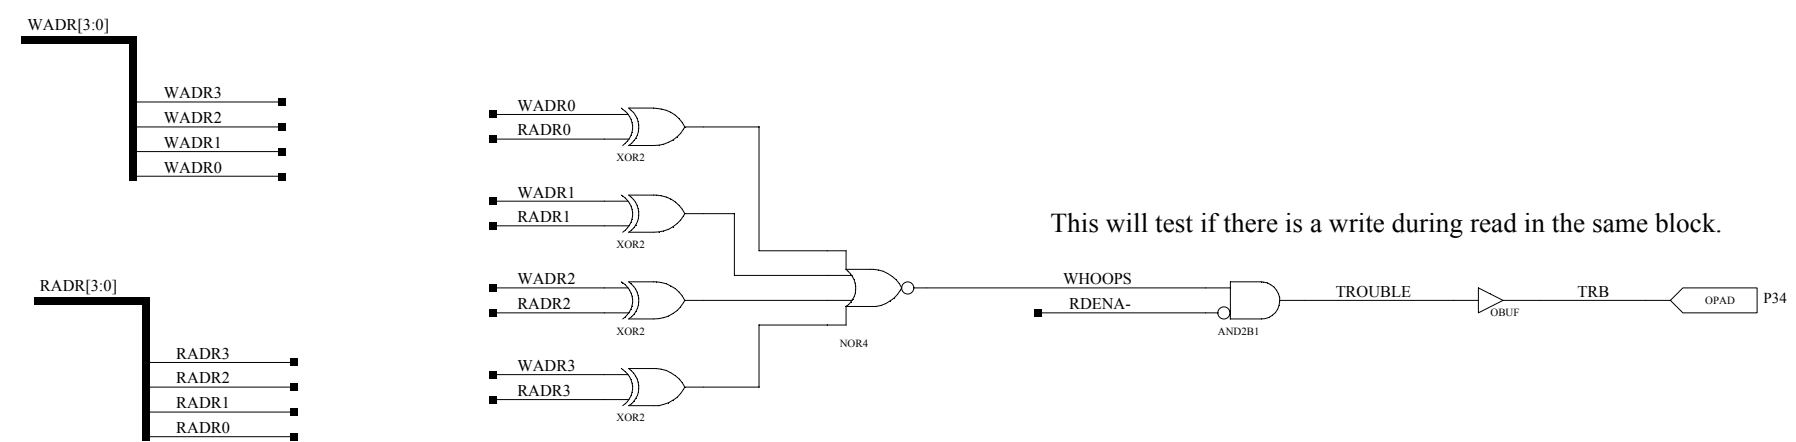 WADR[3:0]
WADR3
WADR2
WADR1
WADR0
RADR[3:0]
RADR3
RADR2
RADR1
RADR0
WADR0
RADR0
XOR2
WADR1
RADR1
XOR2
WADR2
RADR2
XOR2
WADR3
RADR3
XOR2
NOR4
This will test if there is a write during read in the same block.
WHOOPS
RDENA-
AND2B1
TROUBLE
OBUF
TRB
OPAD
P34